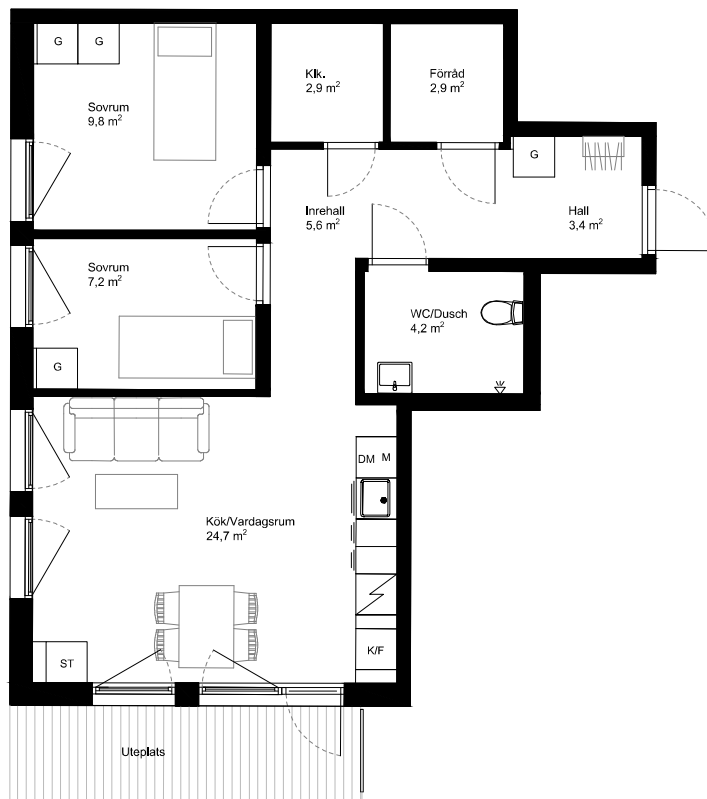 G
G
Klk.
2,9 m²
Förråd
2,9 m²
Sovrum
9,8 m²
G
Innehall
5,6 m²
Hall
3,4 m²
Sovrum
7,2 m²
WC/Dusch
4,2 m²
G
DM M
Kök/Vardagsrum
24,7 m²
K/F
ST
Uteplats